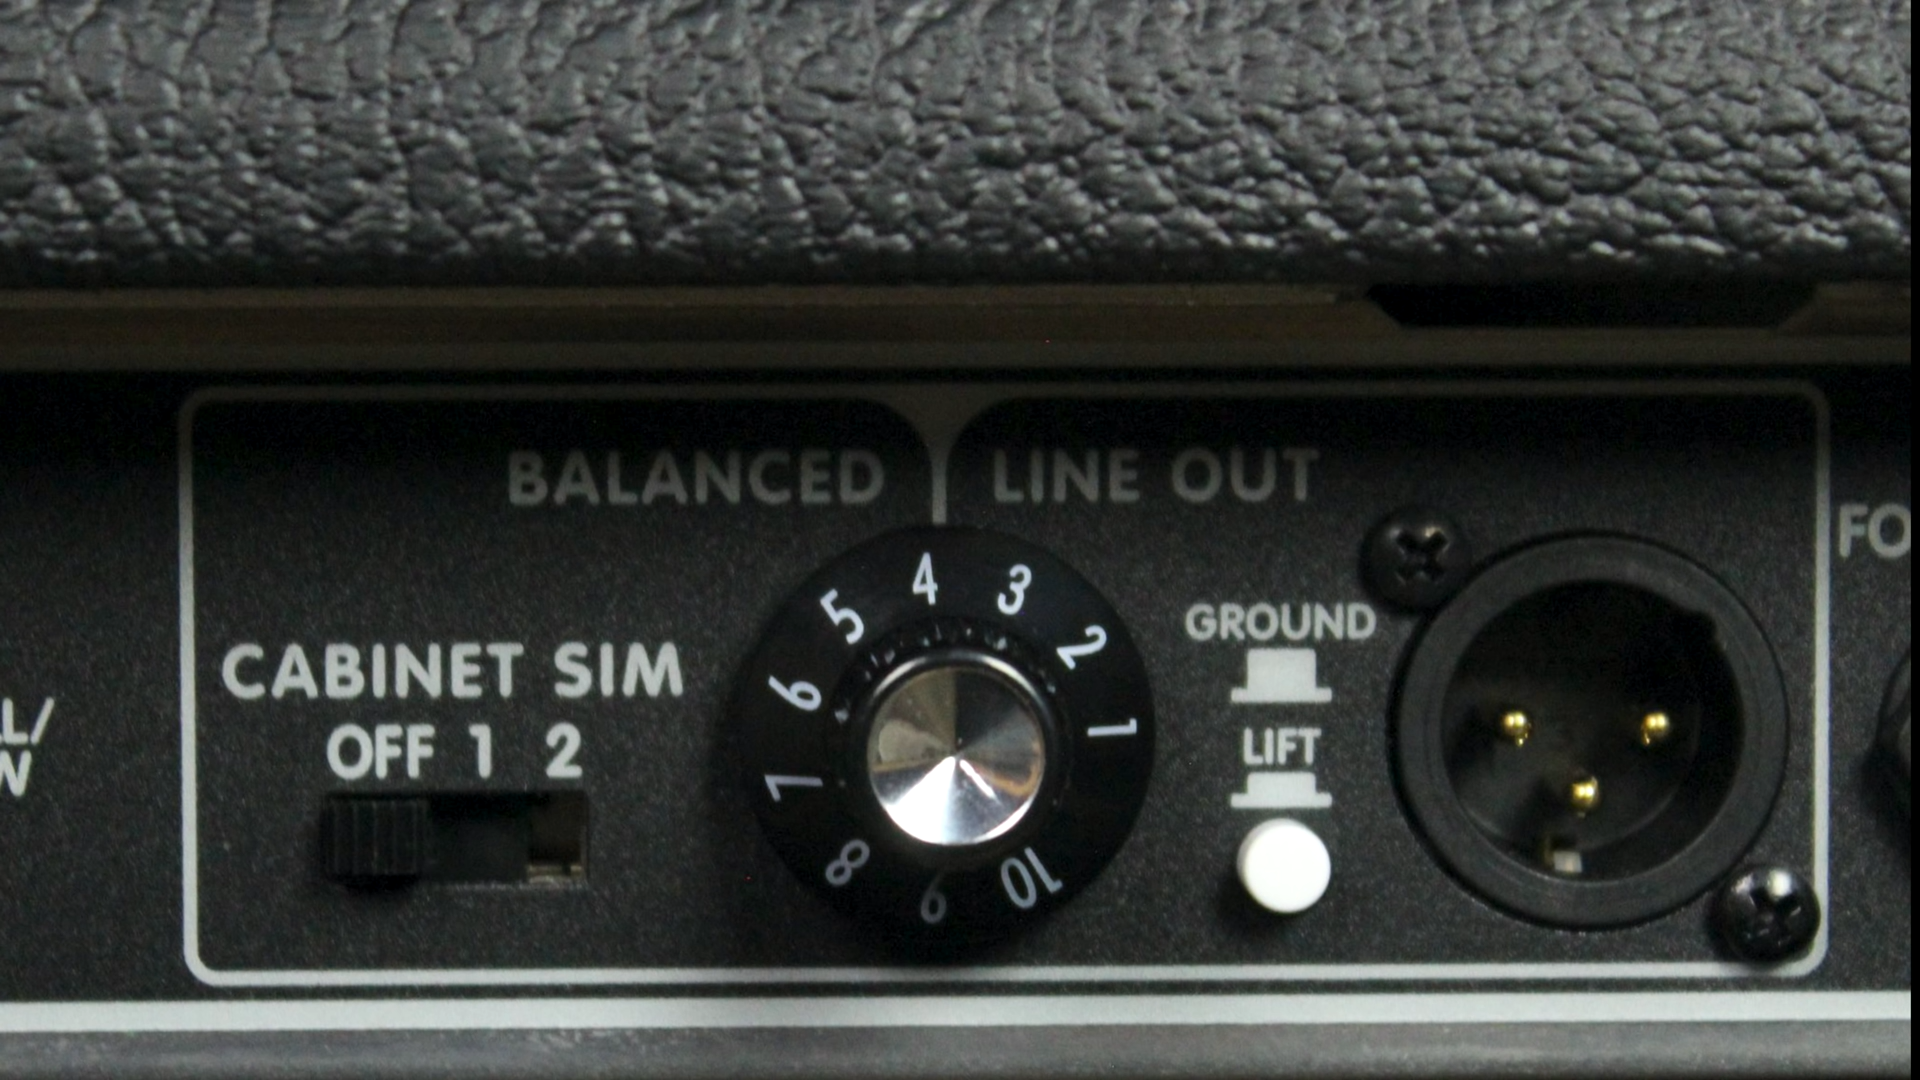 BALANCED LINE OUT
FO
CABINET SIM
OFF 1 2
4
3
5
2
6
1
7
8
9
10
GROUND
LIFT
L/
W